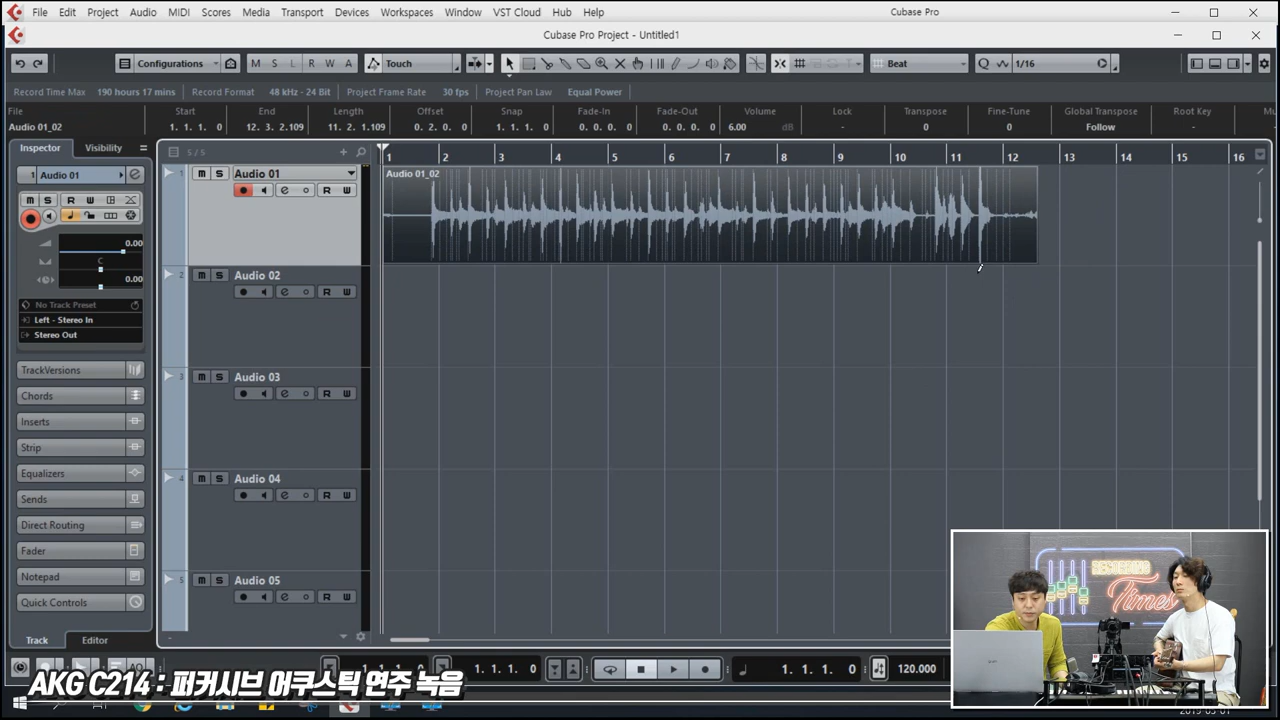 File Edit Project Audio MIDI Scores Media Transport Devices Workspaces Window VST Cloud Hub Help Cubase Pro
Cubase Pro Project - Untitled1
Configurations M S L R W A Touch Beat Q 1/16
Record Time Max 190 hours 17 mins Record Format 48 kHz - 24 Bit Project Frame Rate 30 fps Project Pan Law Equal Power
File Start End Length Offset Snap Fade-In Fade-Out Volume Lock Transpose Fine-Tune Global Transpose Root Key
Audio 01_02 1. 1. 1. 0 12. 3. 2.109 11. 2. 1.109 0. 2. 0. 0 1. 1. 1. 0 0. 0. 0. 0 0. 0. 0. 0 6.00 dB - 0 0 Follow -
Inspector Visibility 5 / 5 1 2 3 4 5 6 7 8 9 10 11 12 13 14 15 16
1 Audio 01
1 m S Audio 01 Audio 01_02
R W
m S R W
0.00
C
0.00
No Track Preset
Left - Stereo In
Stereo Out
2 m S Audio 02
R W
TrackVersions
3 m S Audio 03
R W
Chords
Inserts
Strip
Equalizers
4 m S Audio 04
R W
Sends
Direct Routing
Fader
Notepad
5 m S Audio 05
R W
Quick Controls
Track Editor
Times
1. 1. 1. 0 1. 1. 1. 0 120.000
AKG C214 : 퍼커시브 어쿠스틱 연주 녹음